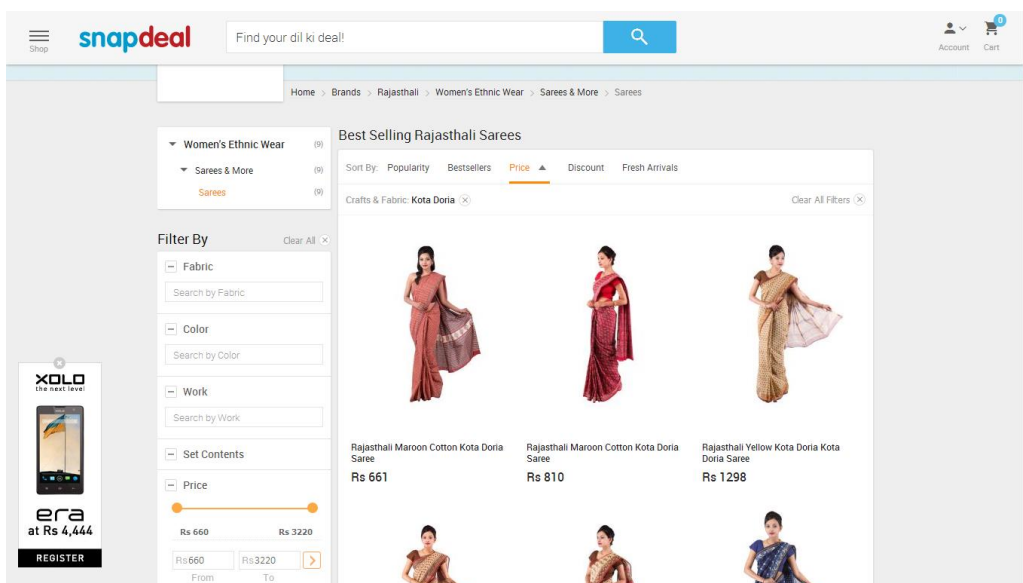 Shop
snapdeal
Find your dil ki deal!
Account
0
Cart
Home > Brands > Rajasthali > Women's Ethnic Wear > Sarees & More > Sarees
Women's Ethnic Wear (9)
Sarees & More (9)
Sarees (9)
Filter By Clear All
Fabric
Search by Fabric
Color
Search by Color
Work
Search by Work
Set Contents
Price
Rs 660 Rs 3220
Rs 660 Rs 3220 >
From To
Best Selling Rajasthali Sarees
Sort By: Popularity Bestsellers Price Discount Fresh Arrivals
Crafts & Fabric: Kota Doria Clear All Filters
Rajasthali Maroon Cotton Kota Doria
Saree
Rs 661
Rajasthali Maroon Cotton Kota Doria
Saree
Rs 810
Rajasthali Yellow Kota Doria Kota
Doria Saree
Rs 1298
XOLO
the next level
era
at Rs 4,444
REGISTER